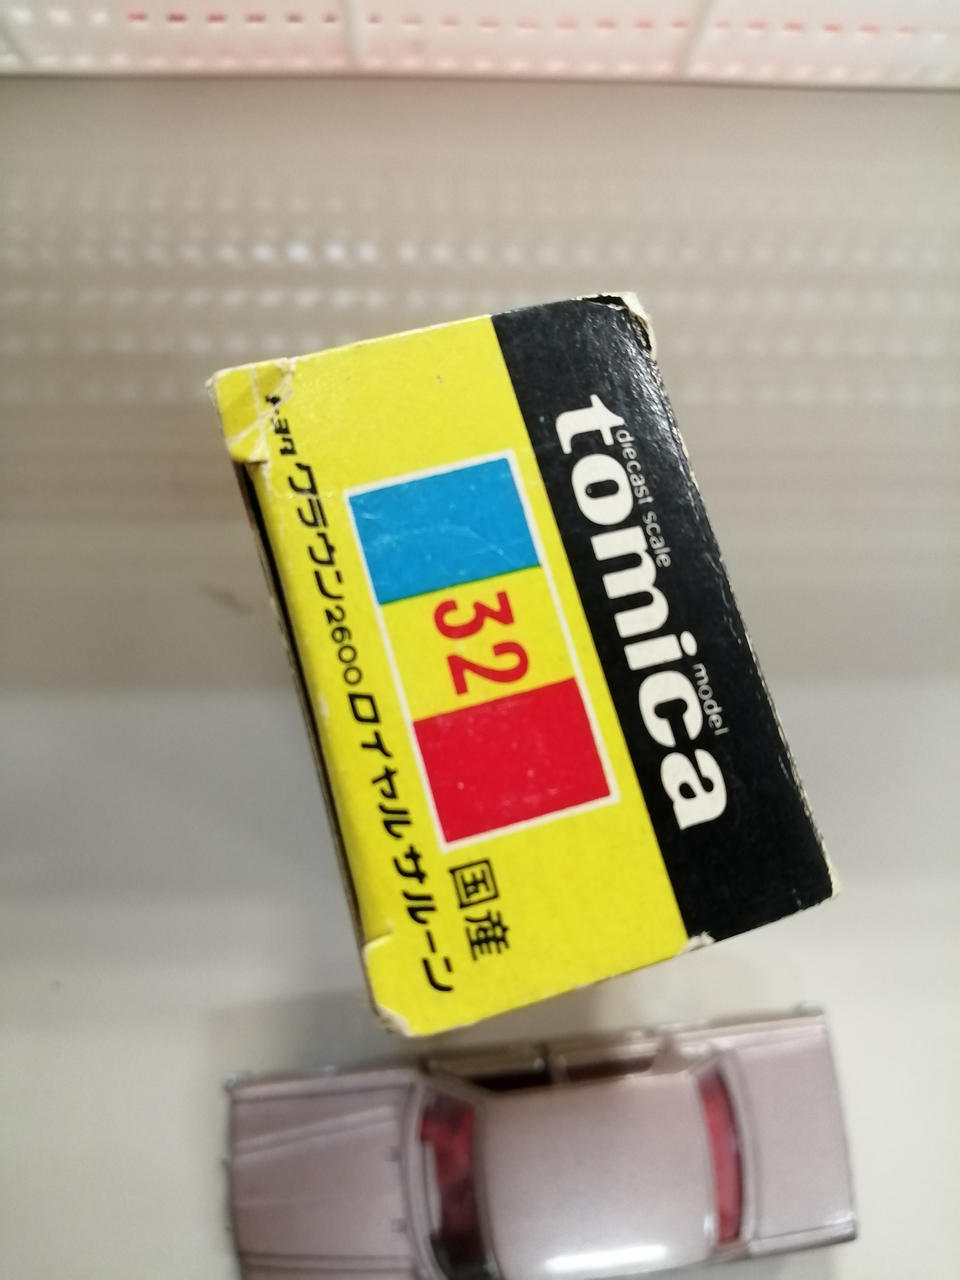 diecast scale model
tomica
32
国産
トヨタ クラウン2600ロイヤルサルーン